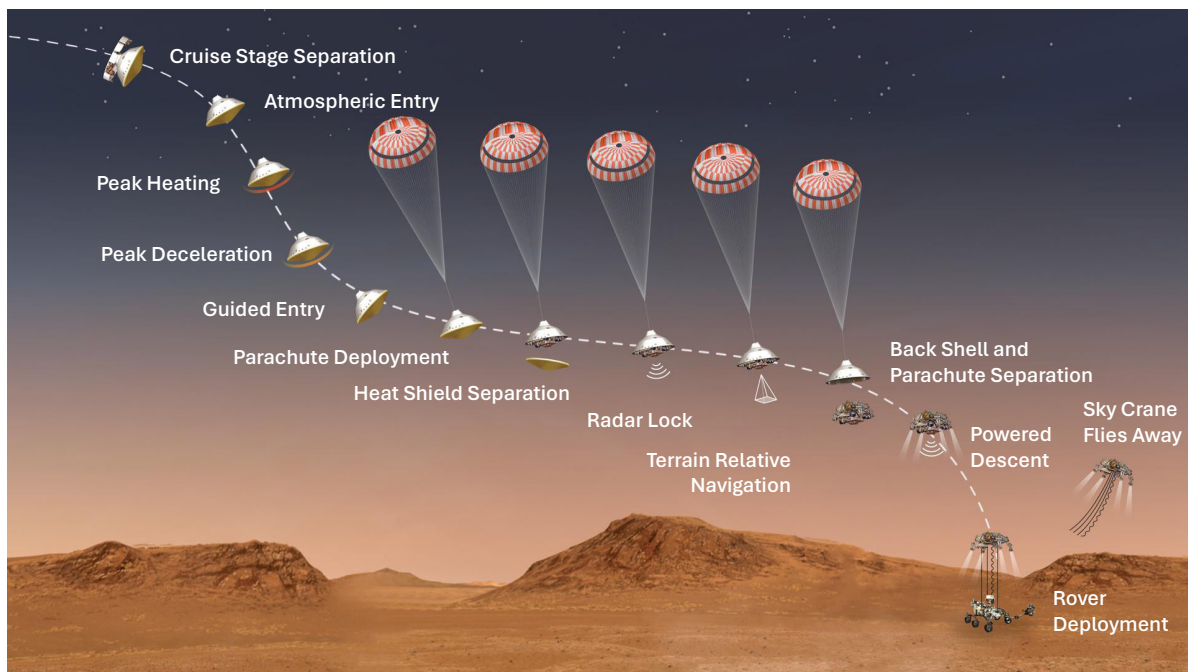 Cruise Stage Separation
Atmospheric Entry
Peak Heating
Peak Deceleration
Guided Entry
Parachute Deployment
Heat Shield Separation
Radar Lock
Terrain Relative
Navigation
Back Shell and
Parachute Separation
Powered
Descent
Sky Crane
Flies Away
Rover
Deployment